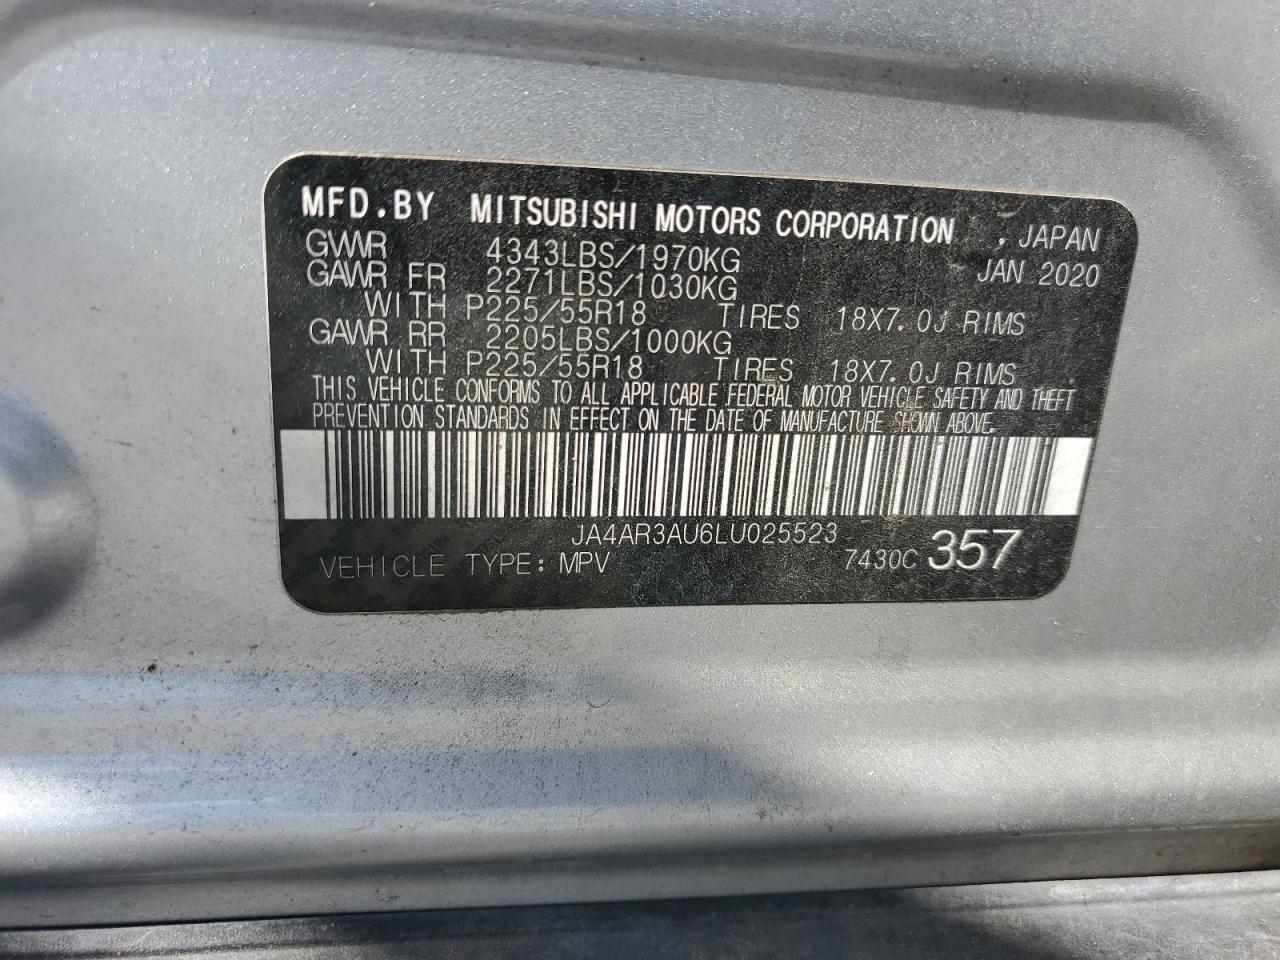 MFD.BY MITSUBISHI MOTORS CORPORATION , JAPAN
GVWR 4343LBS/1970KG JAN 2020
GAWR FR 2271LBS/1030KG
WITH P225/55R18 TIRES 18X7.0J RIMS
GAWR RR 2205LBS/1000KG
WITH P225/55R18 TIRES 18X7.0J RIMS
THIS VEHICLE CONFORMS TO ALL APPLICABLE FEDERAL MOTOR VEHICLE SAFETY AND THEFT
PREVENTION STANDARDS IN EFFECT ON THE DATE OF MANUFACTURE SHOWN ABOVE.
JA4AR3AU6LU025523
VEHICLE TYPE: MPV 7430C 357